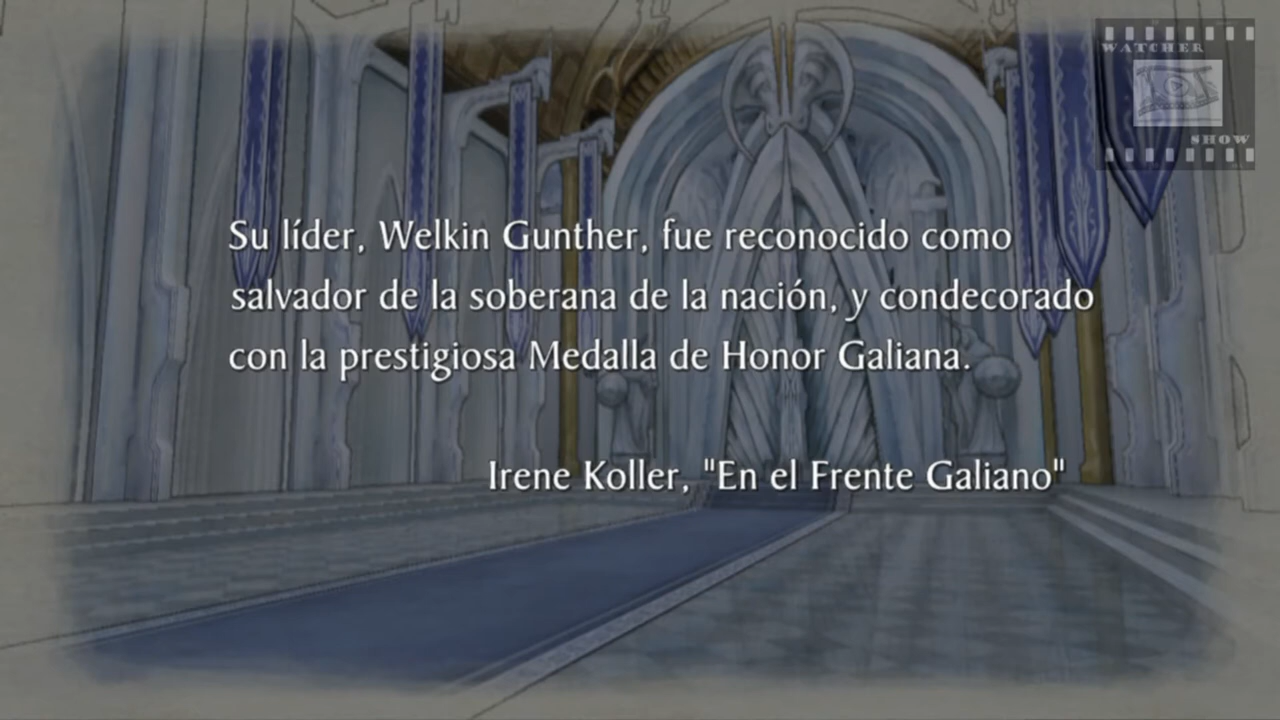 WATCHER
SHOW
Su líder, Welkin Gunther, fue reconocido como
salvador de la soberana de la nación, y condecorado
con la prestigiosa Medalla de Honor Galiana.
Irene Koller, "En el Frente Galiano"